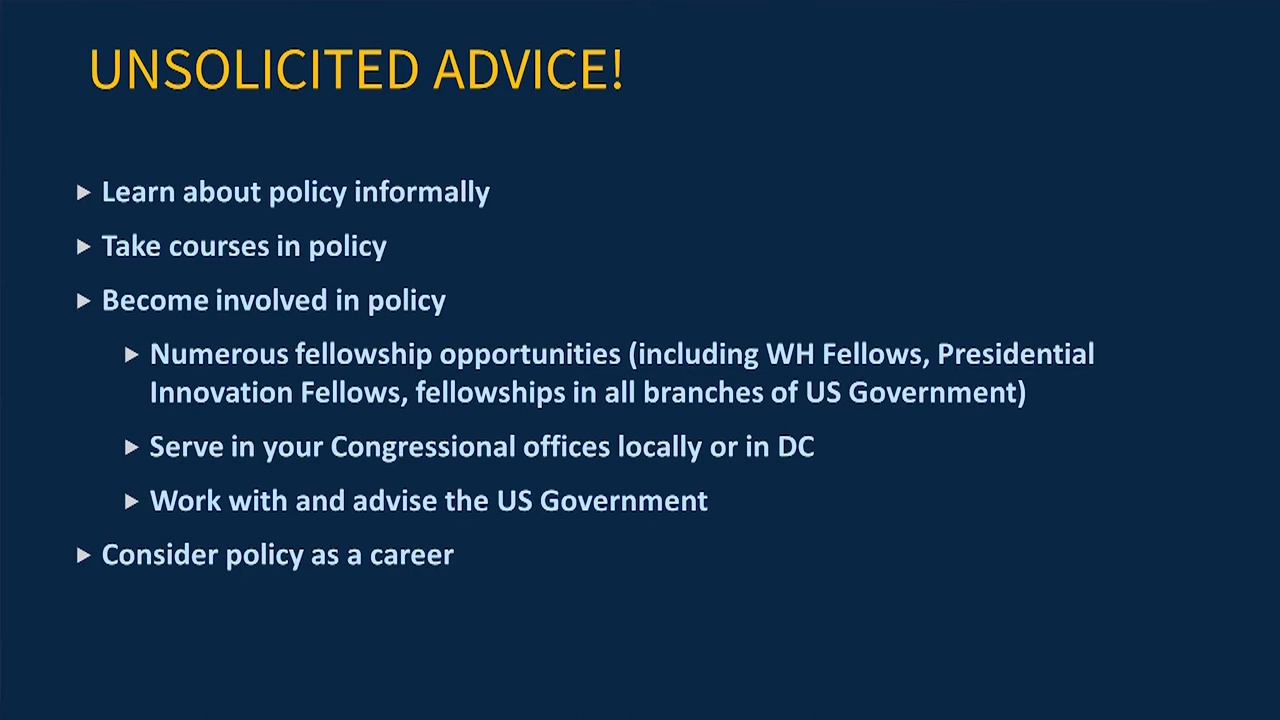 UNSOLICITED ADVICE!
Learn about policy informally
Take courses in policy
Become involved in policy
Numerous fellowship opportunities (including WH Fellows, Presidential
Innovation Fellows, fellowships in all branches of US Government)
Serve in your Congressional offices locally or in DC
Work with and advise the US Government
Consider policy as a career